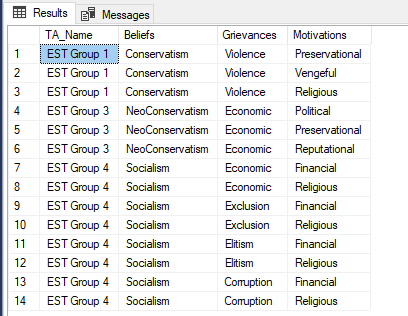 Results Messages
TA_Name Beliefs Grievances Motivations
1 EST Group 1 Conservatism Violence Preservational
2 EST Group 1 Conservatism Violence Vengeful
3 EST Group 1 Conservatism Violence Religious
4 EST Group 3 NeoConservatism Economic Political
5 EST Group 3 NeoConservatism Economic Preservational
6 EST Group 3 NeoConservatism Economic Reputational
7 EST Group 4 Socialism Economic Financial
8 EST Group 4 Socialism Economic Religious
9 EST Group 4 Socialism Exclusion Financial
10 EST Group 4 Socialism Exclusion Religious
11 EST Group 4 Socialism Elitism Financial
12 EST Group 4 Socialism Elitism Religious
13 EST Group 4 Socialism Corruption Financial
14 EST Group 4 Socialism Corruption Religious